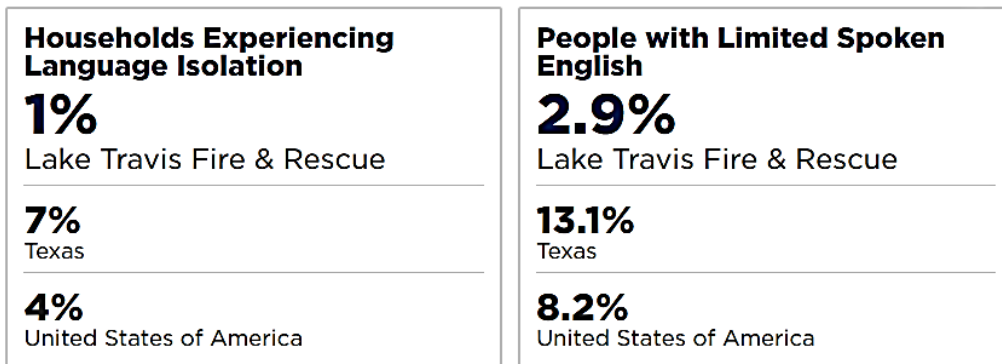 Households Experiencing
Language Isolation
1%
Lake Travis Fire & Rescue
7%
Texas
4%
United States of America
People with Limited Spoken
English
2.9%
Lake Travis Fire & Rescue
13.1%
Texas
8.2%
United States of America